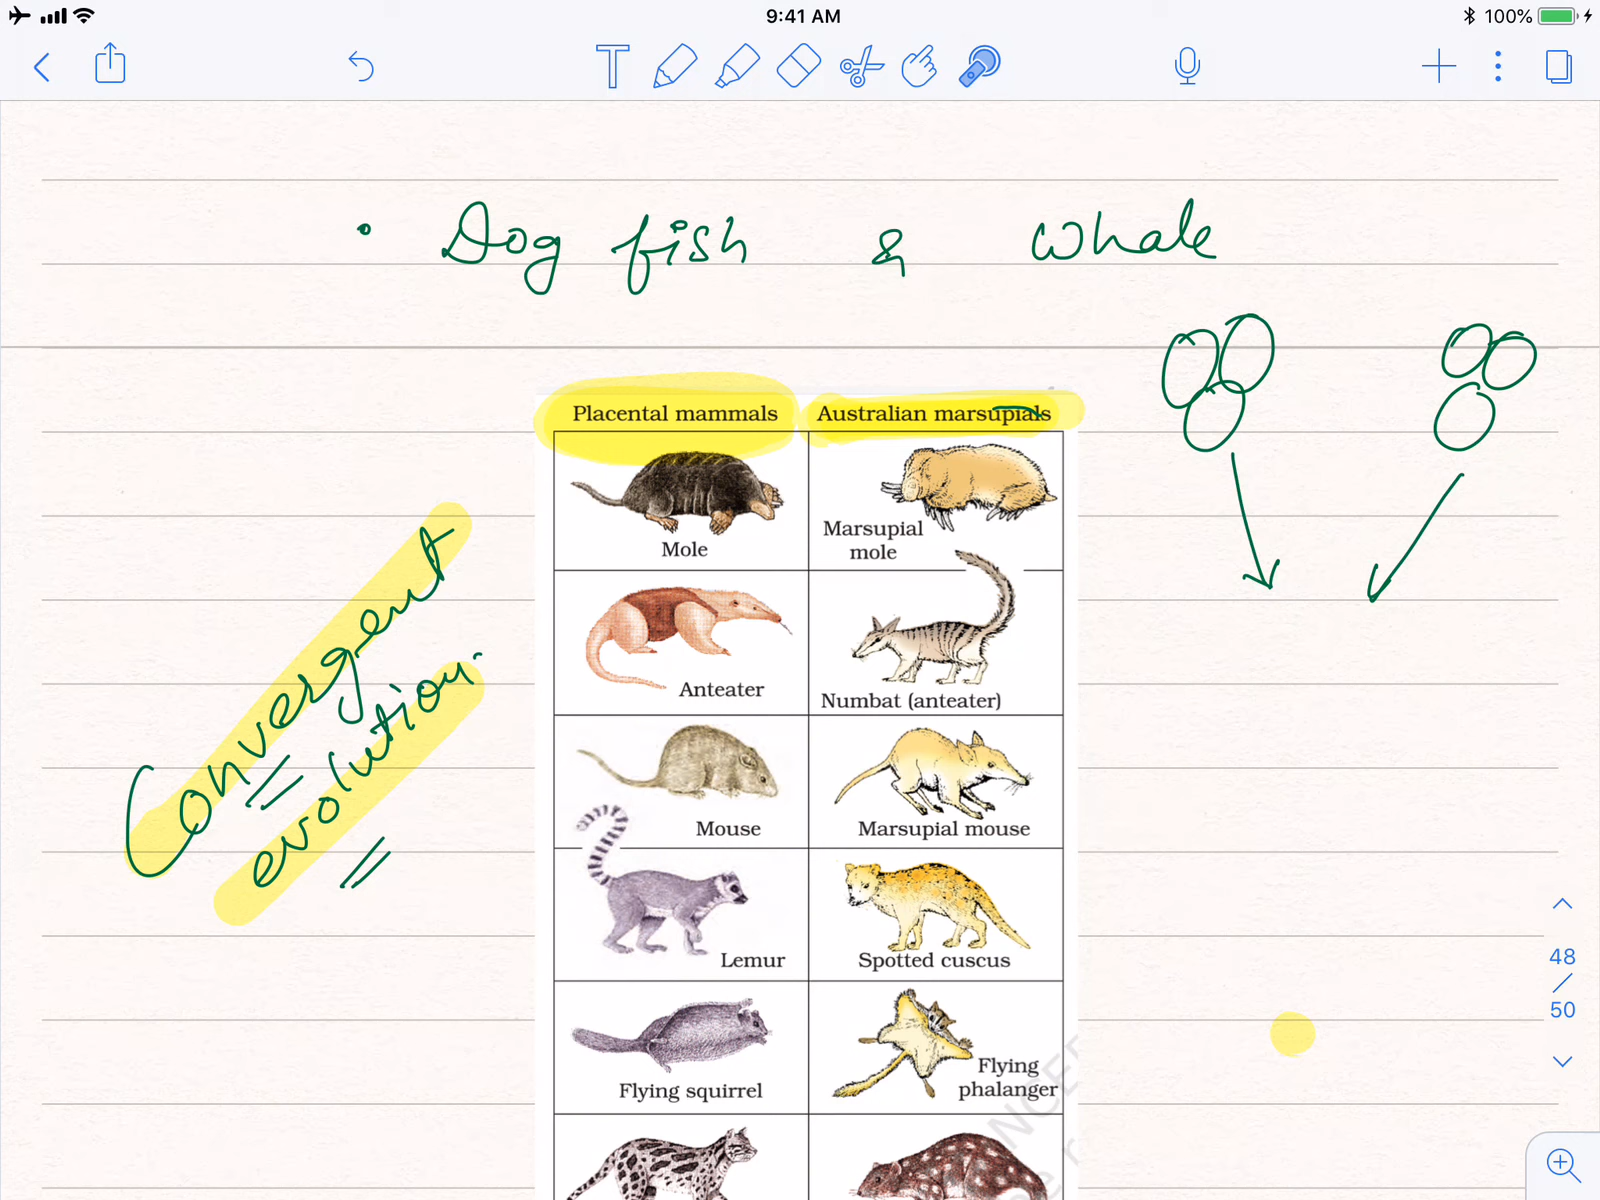 9:41 AM
100%
T
• Dog fish & Whale
Placental mammals Australian marsupials
Mole
Marsupial
mole
Anteater
Numbat (anteater)
Mouse
Marsupial mouse
Lemur
Spotted cuscus
Flying squirrel
Flying
phalanger
Convergent
evolution
48
/
50
NCE